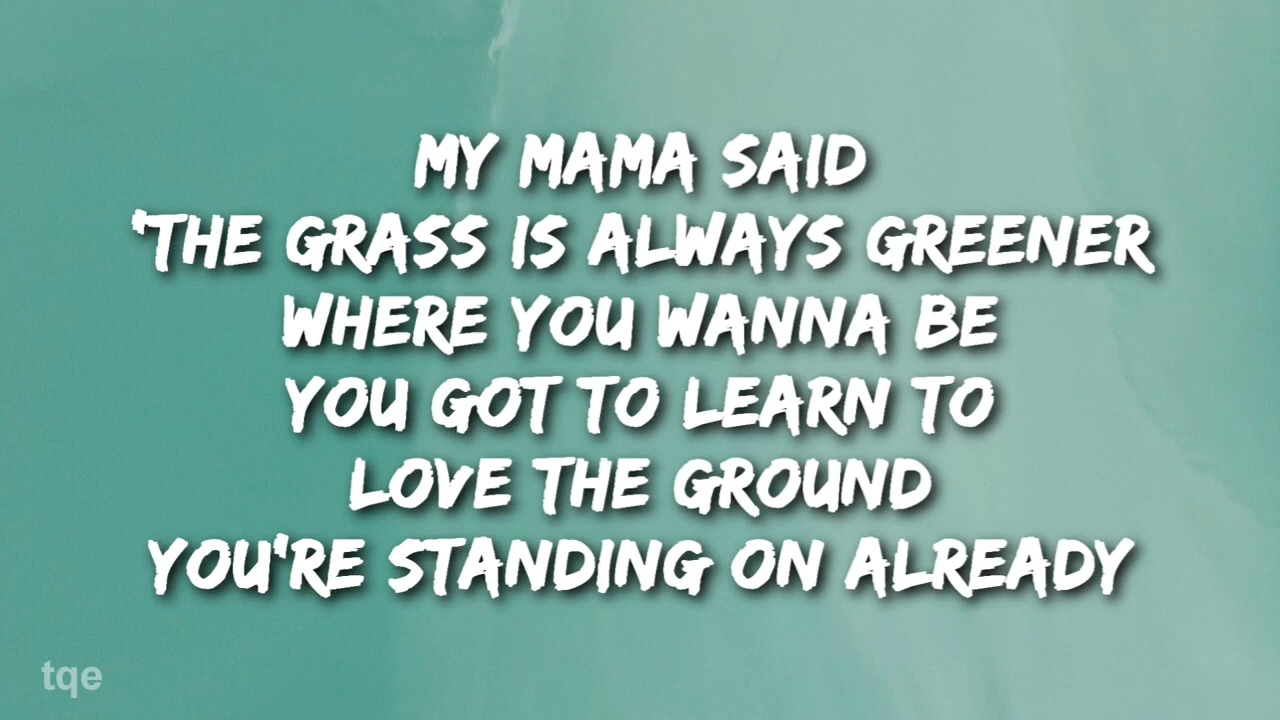 MY MAMA SAID
'THE GRASS IS ALWAYS GREENER
WHERE YOU WANNA BE
YOU GOT TO LEARN TO
LOVE THE GROUND
YOU'RE STANDING ON ALREADY
tqe